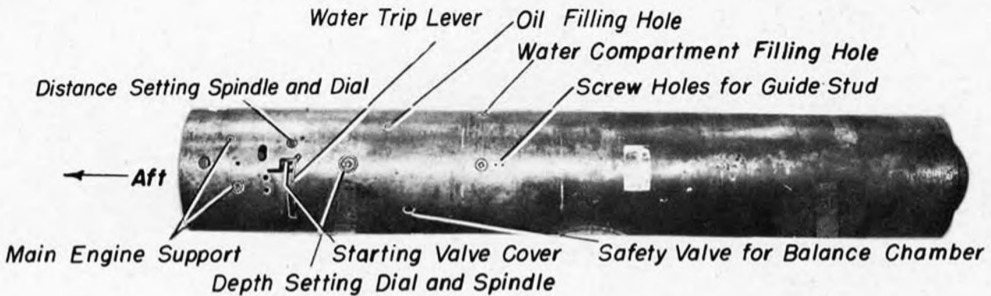 Water Trip Lever
Oil Filling Hole
Water Compartment Filling Hole
Distance Setting Spindle and Dial
Screw Holes for Guide Stud
Aft
Main Engine Support
Starting Valve Cover
Safety Valve for Balance Chamber
Depth Setting Dial and Spindle